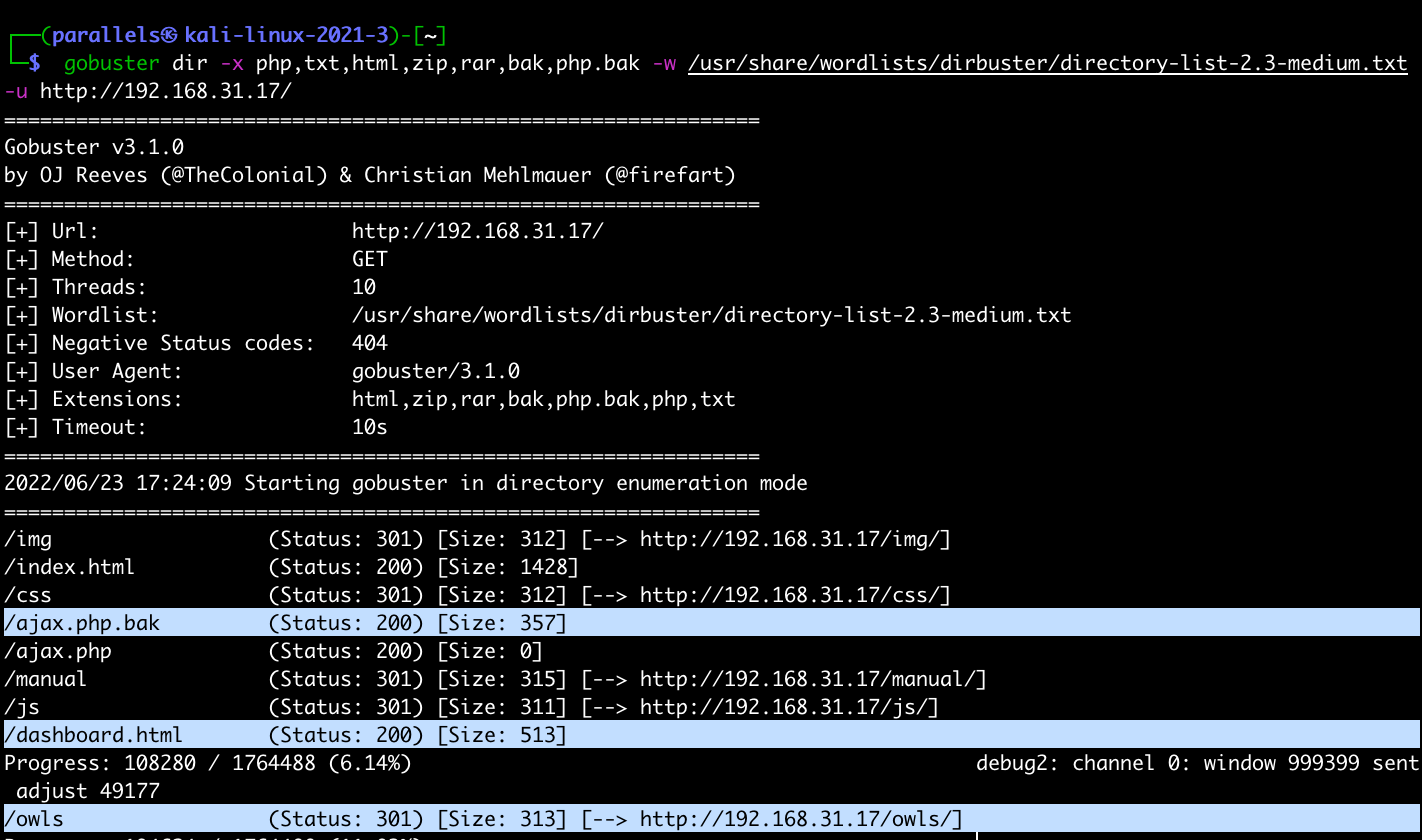 ┌──(parallels㉿kali-linux-2021-3)-[~]
└─$ gobuster dir -x php,txt,html,zip,rar,bak,php.bak -w /usr/share/wordlists/dirbuster/directory-list-2.3-medium.txt
-u http://192.168.31.17/
===============================================================
Gobuster v3.1.0
by OJ Reeves (@TheColonial) & Christian Mehlmauer (@firefart)
===============================================================
[+] Url:                     http://192.168.31.17/
[+] Method:                  GET
[+] Threads:                 10
[+] Wordlist:                /usr/share/wordlists/dirbuster/directory-list-2.3-medium.txt
[+] Negative Status codes:   404
[+] User Agent:              gobuster/3.1.0
[+] Extensions:              html,zip,rar,bak,php.bak,php,txt
[+] Timeout:                 10s
===============================================================
2022/06/23 17:24:09 Starting gobuster in directory enumeration mode
===============================================================
/img                  (Status: 301) [Size: 312] [--> http://192.168.31.17/img/]
/index.html           (Status: 200) [Size: 1428]
/css                  (Status: 301) [Size: 312] [--> http://192.168.31.17/css/]
/ajax.php.bak         (Status: 200) [Size: 357]
/ajax.php             (Status: 200) [Size: 0]
/manual               (Status: 301) [Size: 315] [--> http://192.168.31.17/manual/]
/js                   (Status: 301) [Size: 311] [--> http://192.168.31.17/js/]
/dashboard.html       (Status: 200) [Size: 513]
Progress: 108280 / 1764488 (6.14%)                                               debug2: channel 0: window 999399 sent
 adjust 49177
/owls                 (Status: 301) [Size: 313] [--> http://192.168.31.17/owls/]